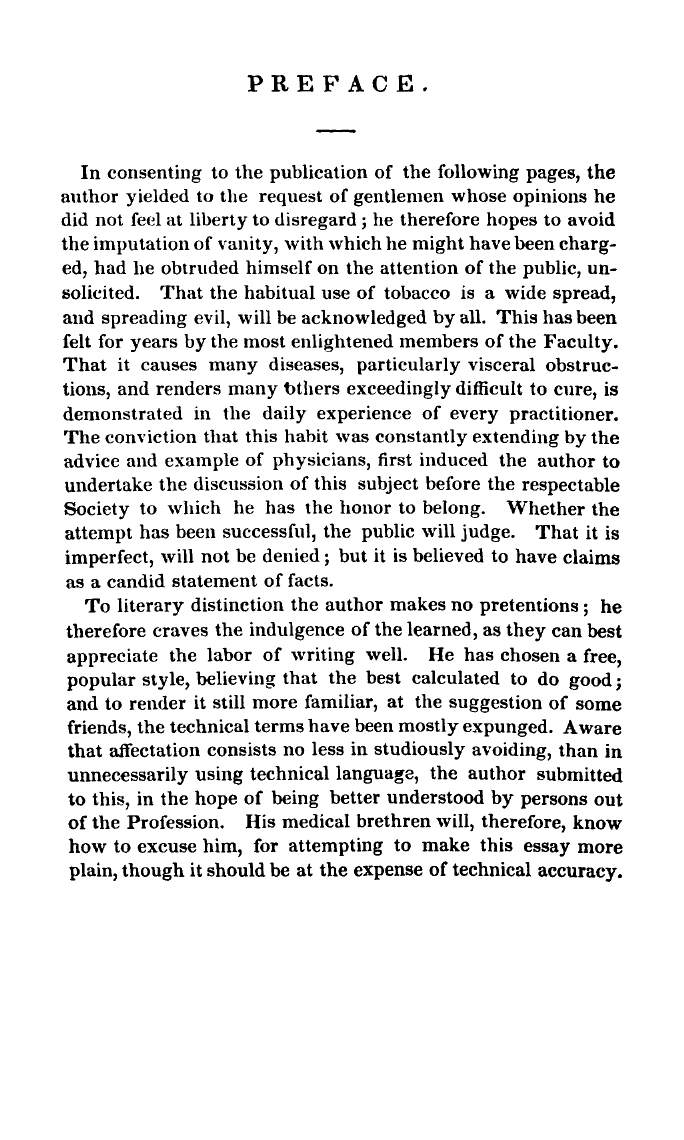 PREFACE.
In consenting to the publication of the following pages, the
author yielded to the request of gentlemen whose opinions he
did not feel at liberty to disregard ; he therefore hopes to avoid
the imputation of vanity, with which he might have been charg-
ed, had he obtruded himself on the attention of the public, un-
solicited. That the habitual use of tobacco is a wide spread,
and spreading evil, will be acknowledged by all. This has been
felt for years by the most enlightened members of the Faculty.
That it causes many diseases, particularly visceral obstruc-
tions, and renders many others exceedingly difficult to cure, is
demonstrated in the daily experience of every practitioner.
The conviction that this habit was constantly extending by the
advice and example of physicians, first induced the author to
undertake the discussion of this subject before the respectable
Society to which he has the honor to belong. Whether the
attempt has been successful, the public will judge. That it is
imperfect, will not be denied ; but it is believed to have claims
as a candid statement of facts.
To literary distinction the author makes no pretentions ; he
therefore craves the indulgence of the learned, as they can best
appreciate the labor of writing well. He has chosen a free,
popular style, believing that the best calculated to do good ;
and to render it still more familiar, at the suggestion of some
friends, the technical terms have been mostly expunged. Aware
that affectation consists no less in studiously avoiding, than in
unnecessarily using technical language, the author submitted
to this, in the hope of being better understood by persons out
of the Profession. His medical brethren will, therefore, know
how to excuse him, for attempting to make this essay more
plain, though it should be at the expense of technical accuracy.